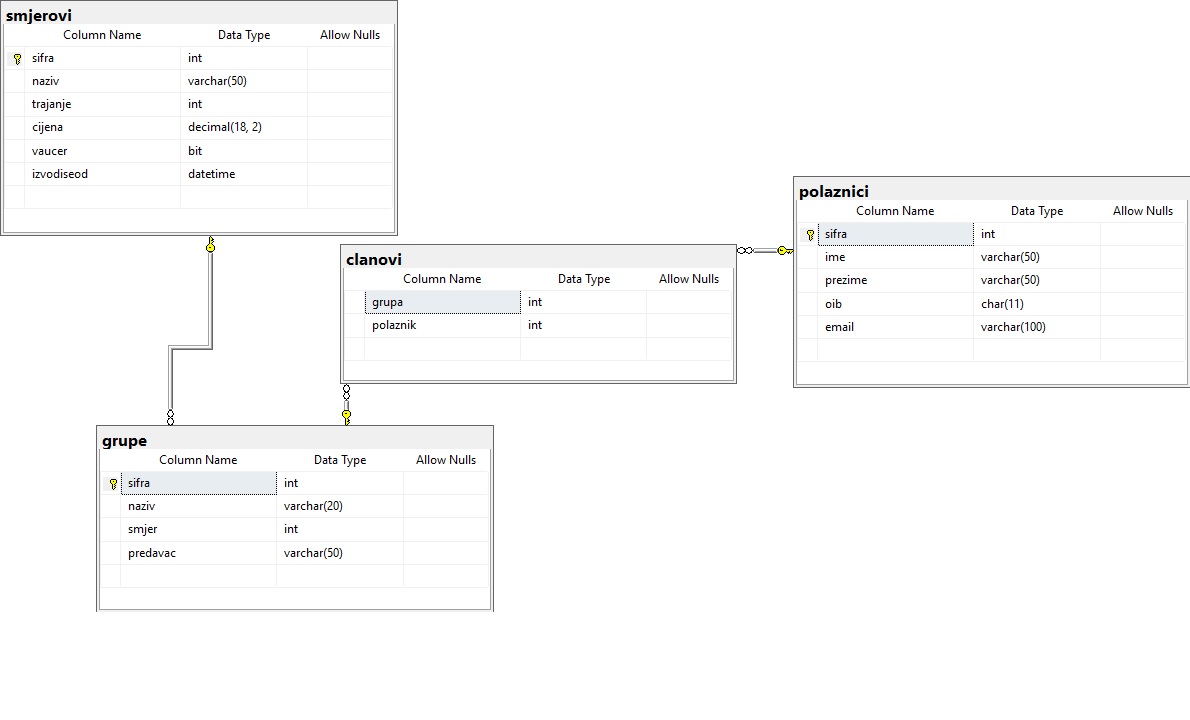 smjerovi
Column Name Data Type Allow Nulls
sifra int
naziv varchar(50)
trajanje int
cijena decimal(18, 2)
vaucer bit
izvodiseod datetime
polaznici
Column Name Data Type Allow Nulls
sifra int
ime varchar(50)
prezime varchar(50)
oib char(11)
email varchar(100)
clanovi
Column Name Data Type Allow Nulls
grupa int
polaznik int
grupe
Column Name Data Type Allow Nulls
sifra int
naziv varchar(20)
smjer int
predavac varchar(50)